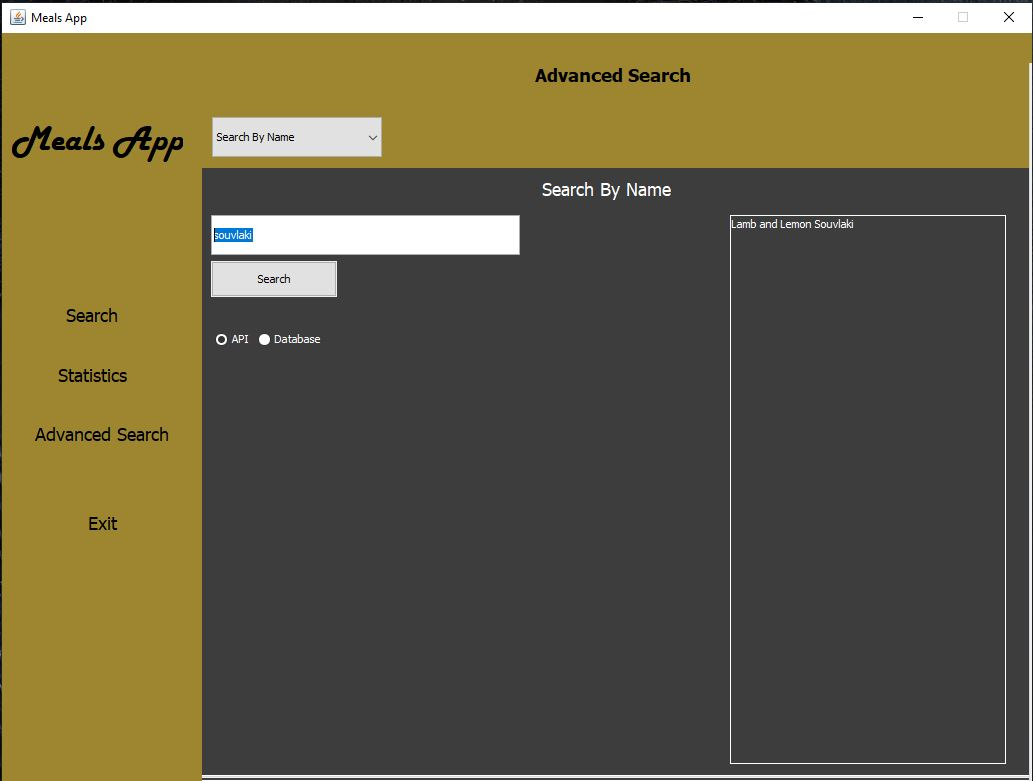 Meals App
Advanced Search
Meals App
Search By Name
Search By Name
souvlaki
Lamb and Lemon Souvlaki
Search
API
Database
Search
Statistics
Advanced Search
Exit